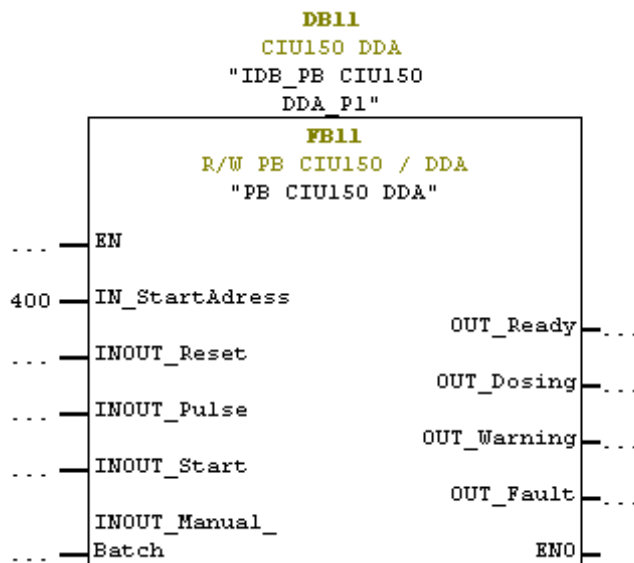 DB11
CIU150 DDA
"IDB_PB CIU150
DDA_P1"
FB11
R/W PB CIU150 / DDA
"PB CIU150 DDA"
... EN
400 IN_StartAdress
OUT_Ready ...
... INOUT_Reset
OUT_Dosing ...
... INOUT_Pulse
OUT_Warning ...
... INOUT_Start
OUT_Fault ...
INOUT_Manual_
... Batch ENO